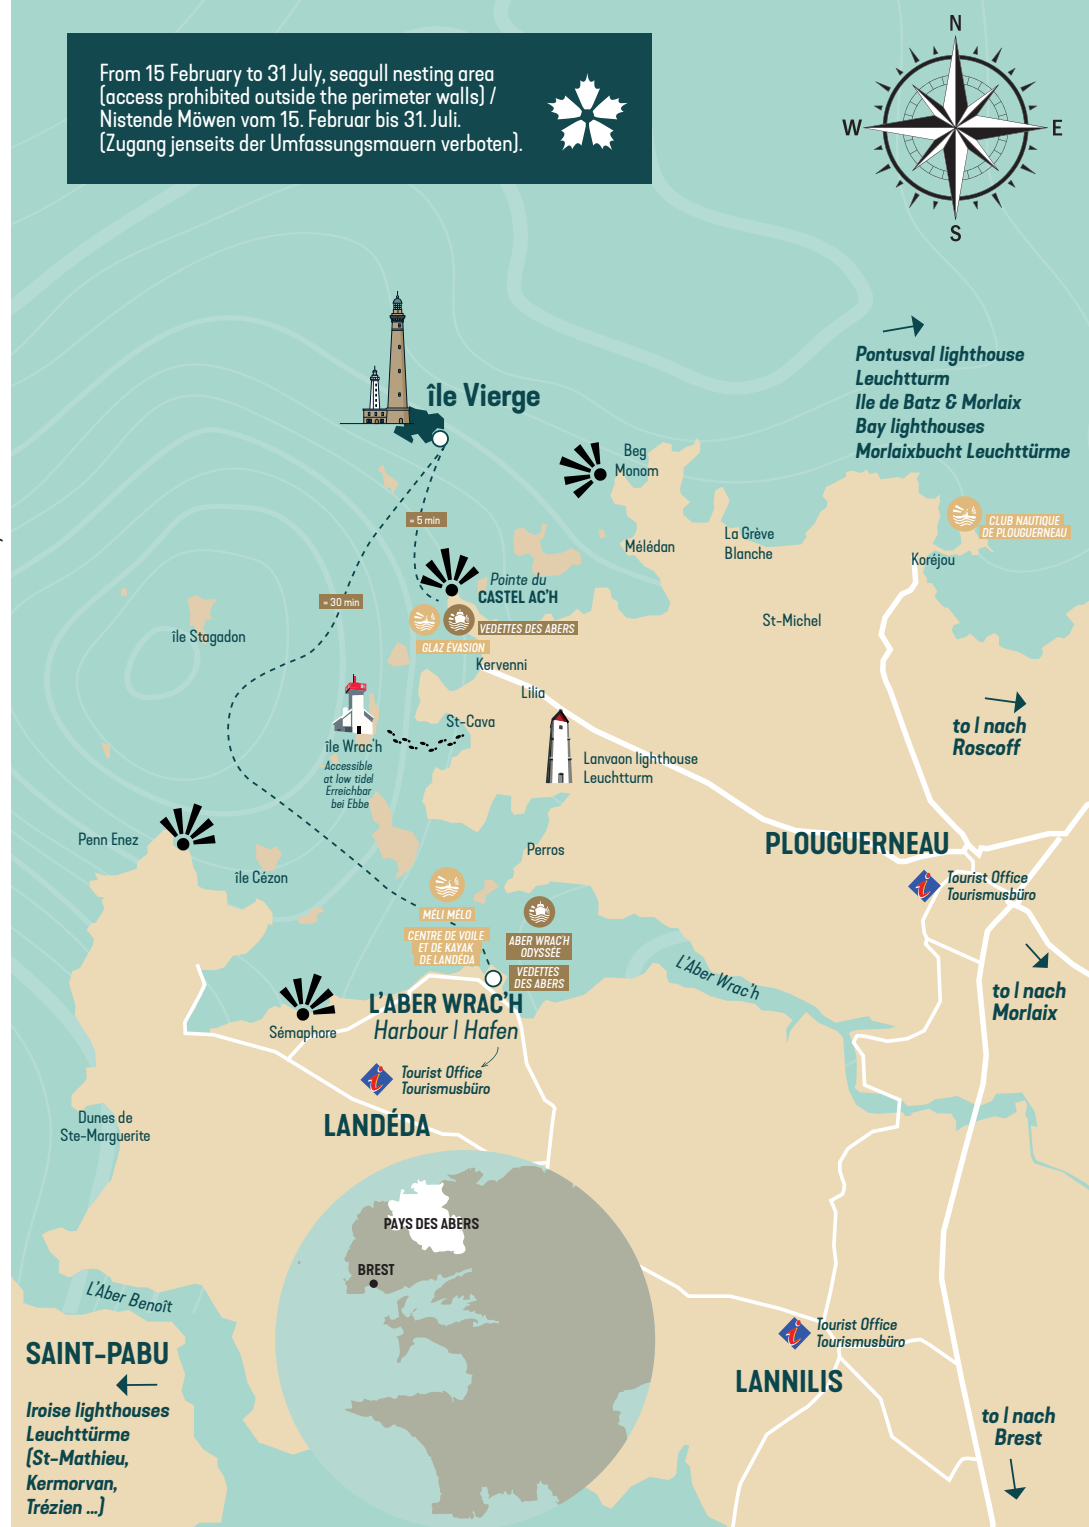 From 15 February to 31 July, seagull nesting area
(access prohibited outside the perimeter walls) /
Nistende Möwen vom 15. Februar bis 31. Juli.
(Zugang jenseits der Umfassungsmauern verboten).
N
W
E
S
Pontusval lighthouse
Leuchtturm
Ile de Batz & Morlaix
Bay lighthouses
Morlaixbucht Leuchttürme
île Vierge
Beg
Monom
≈ 5 min
CLUB NAUTIQUE
DE PLOUGUERNEAU
La Grève
Blanche
Mélédan
Koréjou
Pointe du
CASTEL AC'H
≈ 30 min
VEDETTES DES ABERS
GLAZ ÉVASION
St-Michel
île Stagadon
Kervenni
Lilia
St-Cava
to | nach
Roscoff
île Wrac'h
Accessible
at low tidel
Erreichbar
bei Ebbe
Lanvaon lighthouse
Leuchtturm
Penn Enez
PLOUGUERNEAU
Perros
île Cézon
Tourist Office
Tourismusbüro
MÉLI MÉLO
CENTRE DE VOILE
ET DE KAYAK
DE LANDÉDA
ABER WRAC'H
ODYSSÉE
VEDETTES
DES ABERS
L'Aber Wrac'h
to | nach
Morlaix
L'ABER WRAC'H
Harbour | Hafen
Sémaphore
Tourist Office
Tourismusbüro
LANDÉDA
Dunes de
Ste-Marguerite
PAYS DES ABERS
BREST
L'Aber Benoît
Tourist Office
Tourismusbüro
SAINT-PABU
LANNILIS
Iroise lighthouses
Leuchttürme
(St-Mathieu,
Kermorvan,
Trézien ...)
to | nach
Brest